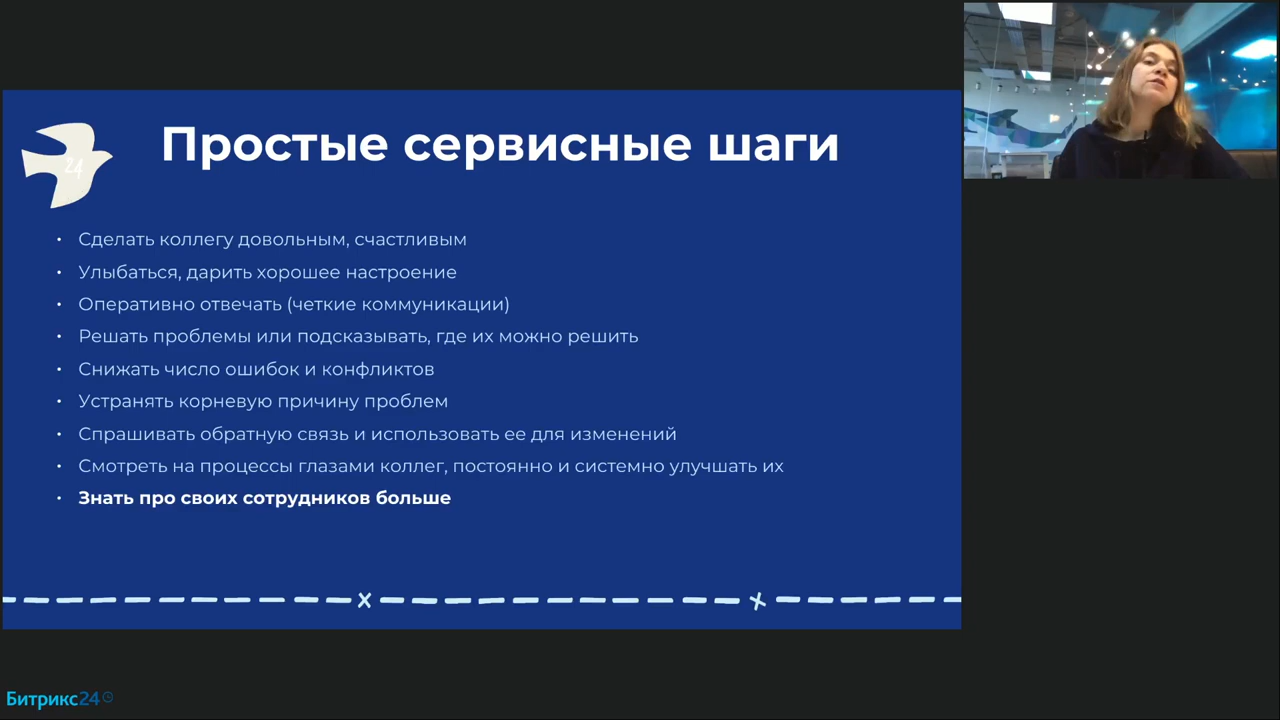 Простые сервисные шаги
24
• Сделать коллегу довольным, счастливым
• Улыбаться, дарить хорошее настроение
• Оперативно отвечать (четкие коммуникации)
• Решать проблемы или подсказывать, где их можно решить
• Снижать число ошибок и конфликтов
• Устранять корневую причину проблем
• Спрашивать обратную связь и использовать ее для изменений
• Смотреть на процессы глазами коллег, постоянно и системно улучшать их
• Знать про своих сотрудников больше
Битрикс24